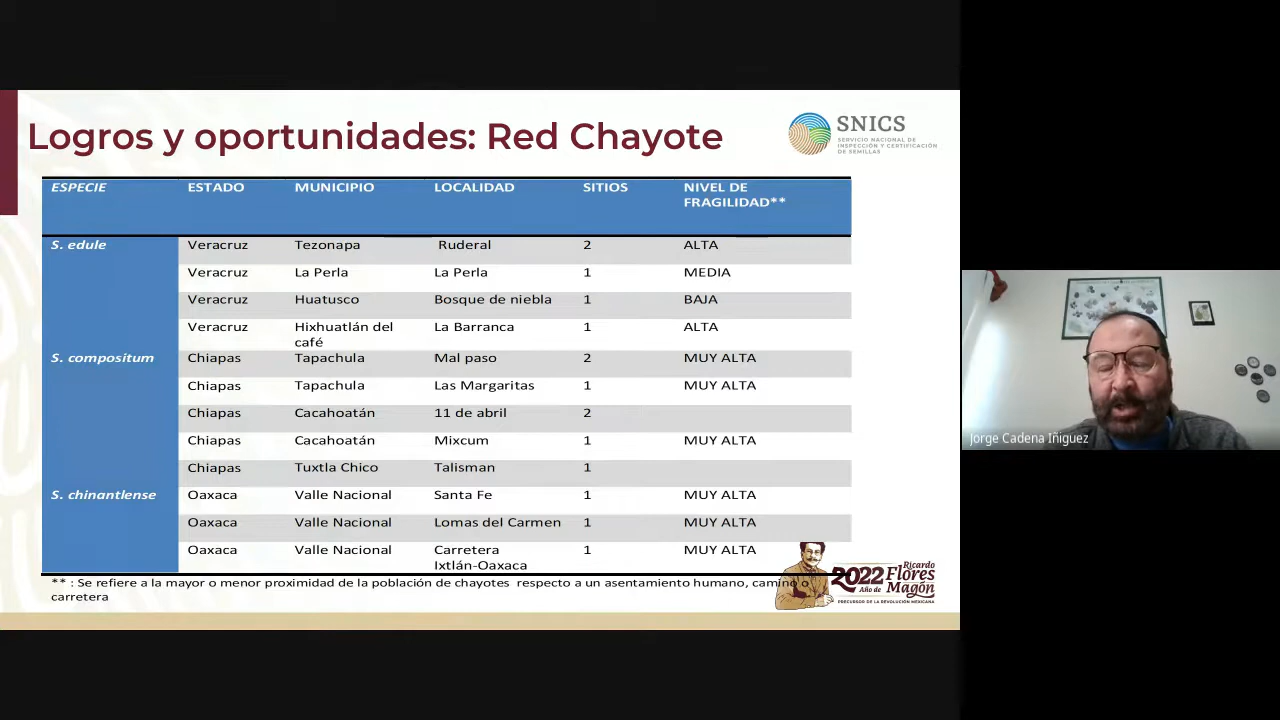 Logros y oportunidades: Red Chayote
SNICS
SERVICIO NACIONAL DE
INSPECCIÓN Y CERTIFICACIÓN
DE SEMILLAS
ESPECIE ESTADO MUNICIPIO LOCALIDAD SITIOS NIVEL DE
FRAGILIDAD**
S. edule Veracruz Tezonapa Ruderal 2 ALTA
Veracruz La Perla La Perla 1 MEDIA
Veracruz Huatusco Bosque de niebla 1 BAJA
Veracruz Hixhuatlán del La Barranca 1 ALTA
café
S. compositum Chiapas Tapachula Mal paso 2 MUY ALTA
Chiapas Tapachula Las Margaritas 1 MUY ALTA
Chiapas Cacahoatán 11 de abril 2
Chiapas Cacahoatán Mixcum 1 MUY ALTA
Chiapas Tuxtla Chico Talisman 1
S. chinantlense Oaxaca Valle Nacional Santa Fe 1 MUY ALTA
Oaxaca Valle Nacional Lomas del Carmen 1 MUY ALTA
Oaxaca Valle Nacional Carretera 1 MUY ALTA
Ixtlán-Oaxaca
** : Se refiere a la mayor o menor proximidad de la población de chayotes respecto a un asentamiento humano, camino o
carretera
2022 Ricardo
Flores
Año de Magón
PRECURSOR DE LA REVOLUCIÓN MEXICANA
Jorge Cadena Iñiguez